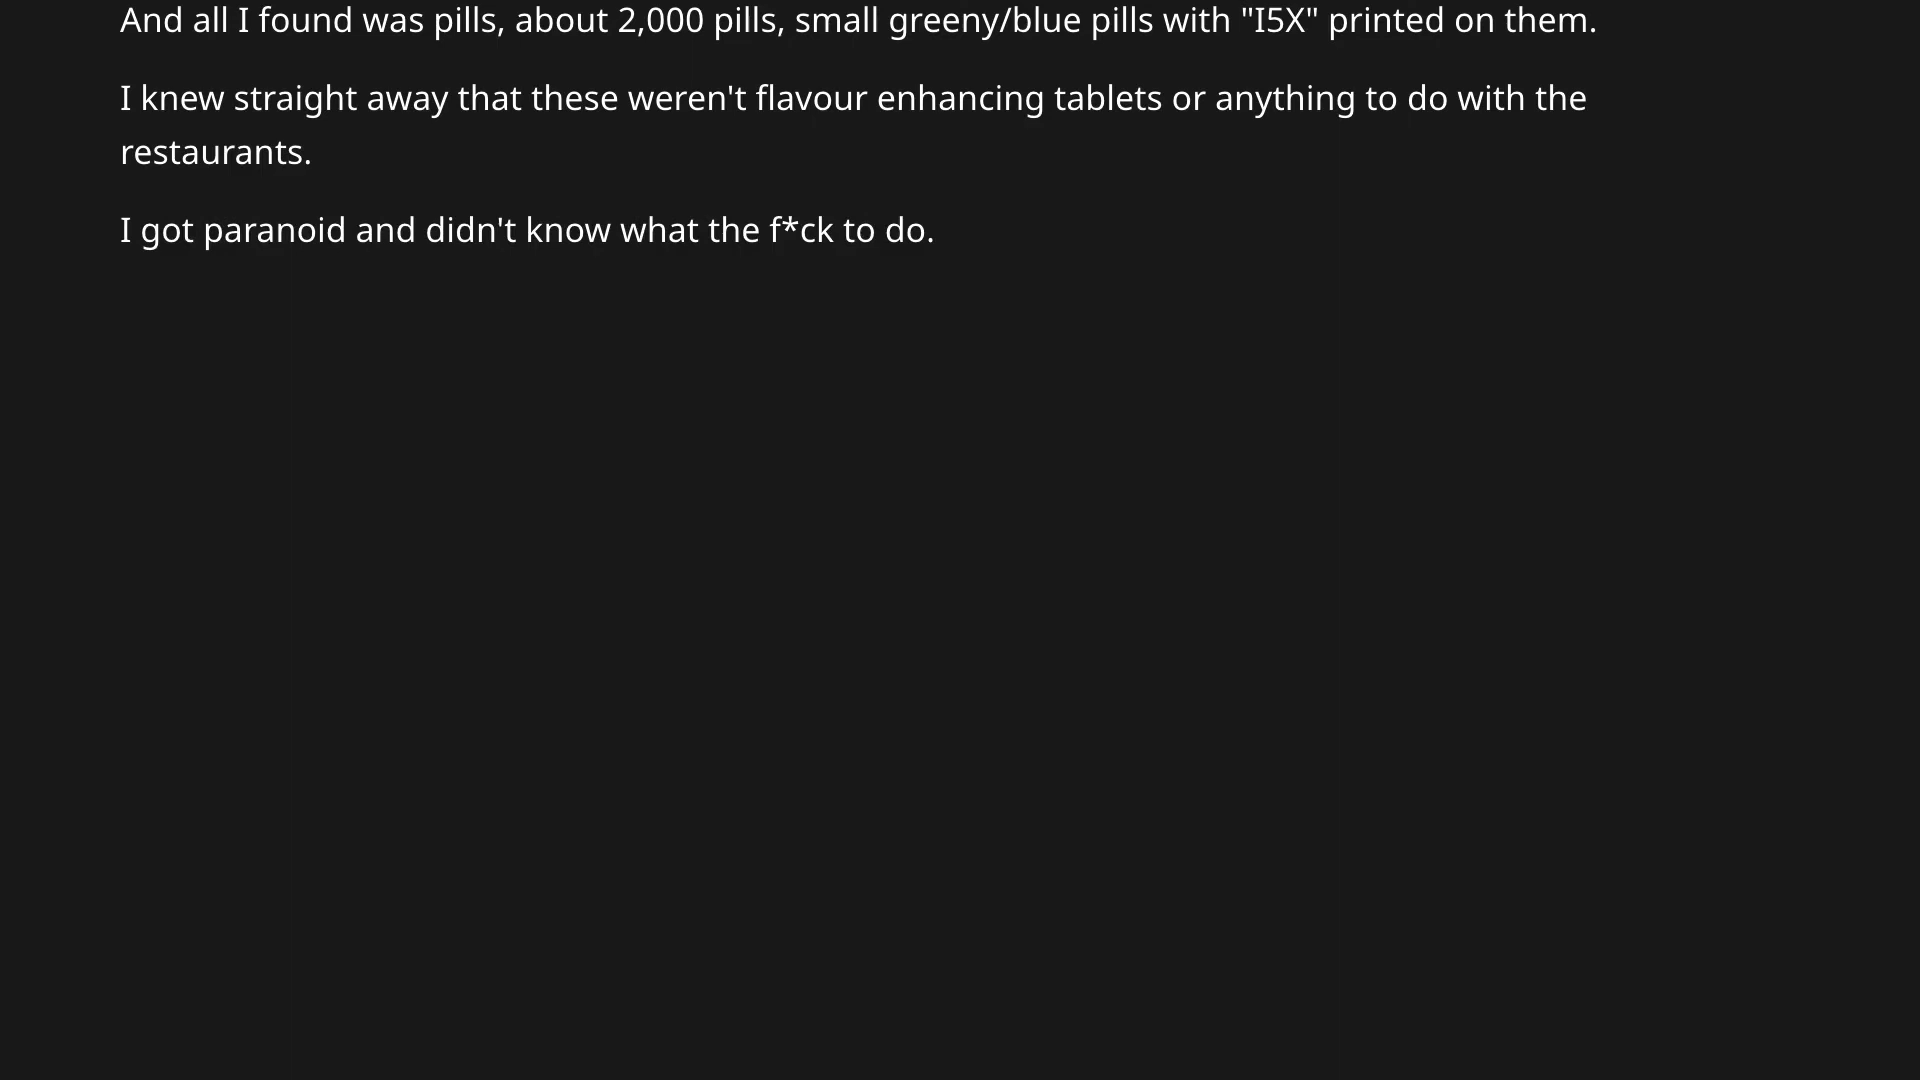 And all I found was pills, about 2,000 pills, small greeny/blue pills with "I5X" printed on them.
I knew straight away that these weren't flavour enhancing tablets or anything to do with the
restaurants.
I got paranoid and didn't know what the f*ck to do.